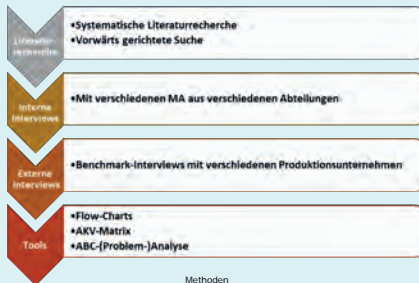 Literatur-
recherche
•Systematische Literaturrecherche
•Vorwärts gerichtete Suche
Interne
Interviews
•Mit verschiedenen MA aus verschiedenen Abteilungen
Externe
Interviews
•Benchmark-Interviews mit verschiedenen Produktionsunternehmen
Tools
•Flow-Charts
•AKV-Matrix
•ABC-(Problem-)Analyse
Methoden